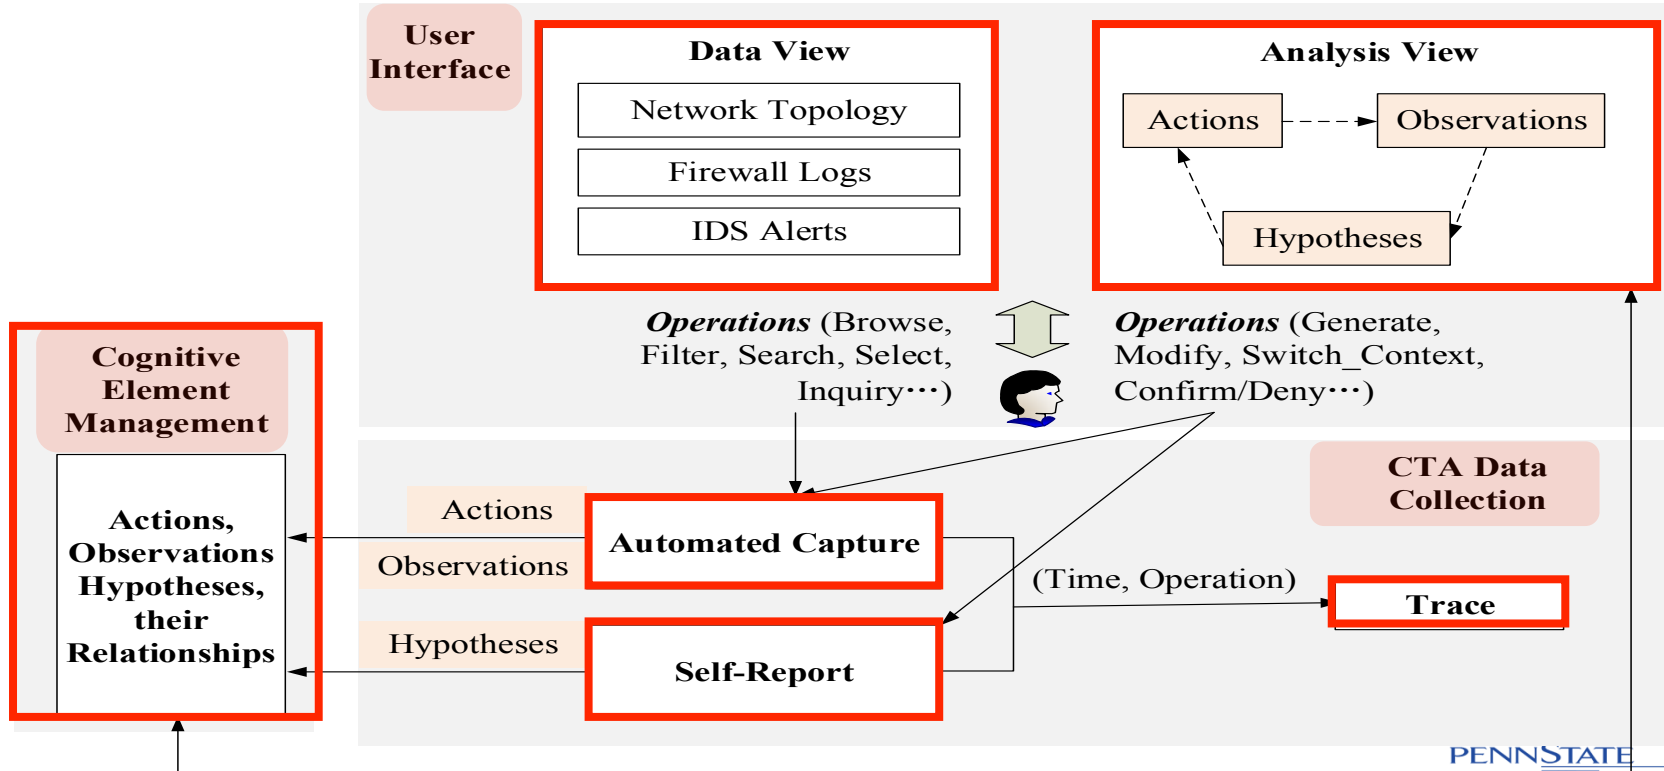 User
Interface
Data View
Network Topology
Firewall Logs
IDS Alerts
Analysis View
Actions
Observations
Hypotheses
Operations (Browse,
Filter, Search, Select,
Inquiry⋯)
Operations (Generate,
Modify, Switch_Context,
Confirm/Deny⋯)
Cognitive
Element
Management
Actions,
Observations
Hypotheses,
their
Relationships
CTA Data
Collection
Actions
Observations
Automated Capture
Hypotheses
Self-Report
(Time, Operation)
Trace
PENNSTATE